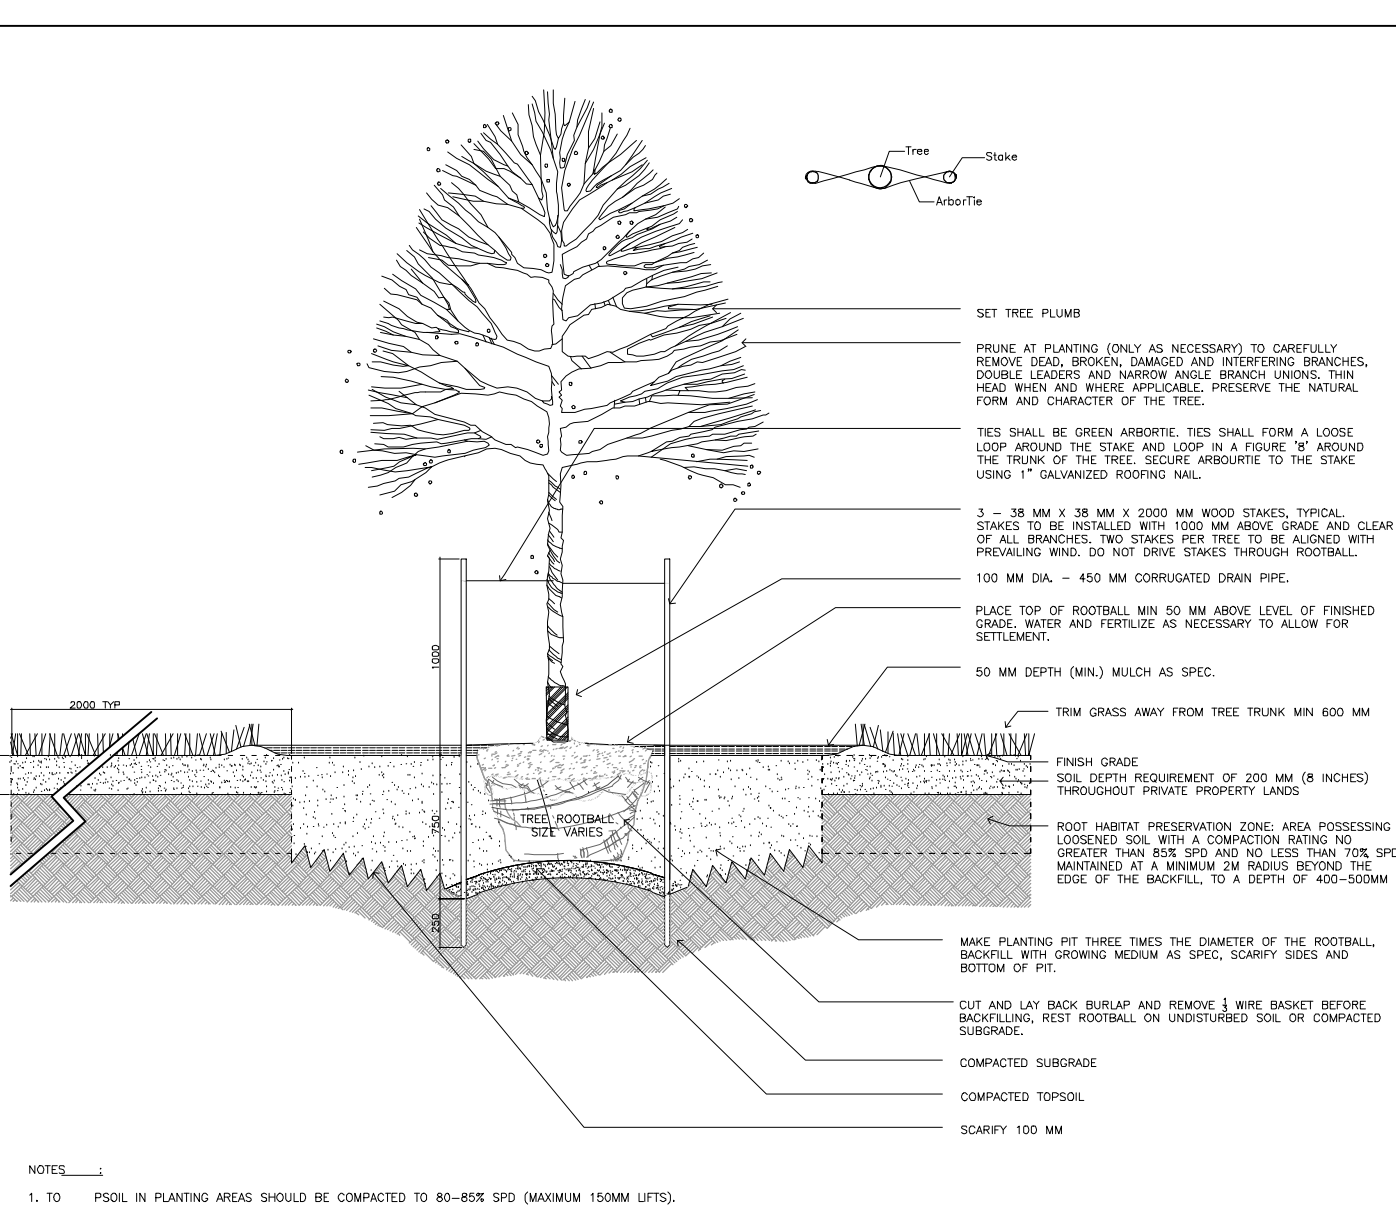 Tree
Stake
ArborTie
SET TREE PLUMB
PRUNE AT PLANTING (ONLY AS NECESSARY) TO CAREFULLY
REMOVE DEAD, BROKEN, DAMAGED AND INTERFERING BRANCHES,
DOUBLE LEADERS AND NARROW ANGLE BRANCH UNIONS. THIN
HEAD WHEN AND WHERE APPLICABLE. PRESERVE THE NATURAL
FORM AND CHARACTER OF THE TREE.
TIES SHALL BE GREEN ARBORTIE. TIES SHALL FORM A LOOSE
LOOP AROUND THE STAKE AND LOOP IN A FIGURE '8' AROUND
THE TRUNK OF THE TREE. SECURE ARBOURTIE TO THE STAKE
USING 1" GALVANIZED ROOFING NAIL.
3 - 38 MM X 38 MM X 2000 MM WOOD STAKES, TYPICAL.
STAKES TO BE INSTALLED WITH 1000 MM ABOVE GRADE AND CLEAR
OF ALL BRANCHES. TWO STAKES PER TREE TO BE ALIGNED WITH
PREVAILING WIND. DO NOT DRIVE STAKES THROUGH ROOTBALL.
100 MM DIA. - 450 MM CORRUGATED DRAIN PIPE.
PLACE TOP OF ROOTBALL MIN 50 MM ABOVE LEVEL OF FINISHED
GRADE. WATER AND FERTILIZE AS NECESSARY TO ALLOW FOR
SETTLEMENT.
1000
50 MM DEPTH (MIN.) MULCH AS SPEC.
2000 TYP
TRIM GRASS AWAY FROM TREE TRUNK MIN 600 MM
FINISH GRADE
SOIL DEPTH REQUIREMENT OF 200 MM (8 INCHES)
THROUGHOUT PRIVATE PROPERTY LANDS
750
TREE ROOTBALL
SIZE VARIES
ROOT HABITAT PRESERVATION ZONE: AREA POSSESSING
LOOSENED SOIL WITH A COMPACTION RATING NO
GREATER THAN 85% SPD AND NO LESS THAN 70% SPD
MAINTAINED AT A MINIMUM 2M RADIUS BEYOND THE
EDGE OF THE BACKFILL, TO A DEPTH OF 400-500MM
250
MAKE PLANTING PIT THREE TIMES THE DIAMETER OF THE ROOTBALL,
BACKFILL WITH GROWING MEDIUM AS SPEC, SCARIFY SIDES AND
BOTTOM OF PIT.
CUT AND LAY BACK BURLAP AND REMOVE 1/3 WIRE BASKET BEFORE
BACKFILLING, REST ROOTBALL ON UNDISTURBED SOIL OR COMPACTED
SUBGRADE.
COMPACTED SUBGRADE
COMPACTED TOPSOIL
SCARIFY 100 MM
NOTES :
1. TO PSOIL IN PLANTING AREAS SHOULD BE COMPACTED TO 80-85% SPD (MAXIMUM 150MM LIFTS).